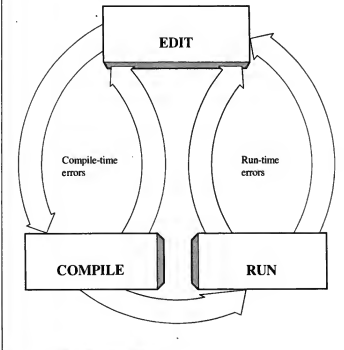 EDIT
Compile-time
errors
Run-time
errors
COMPILE
RUN